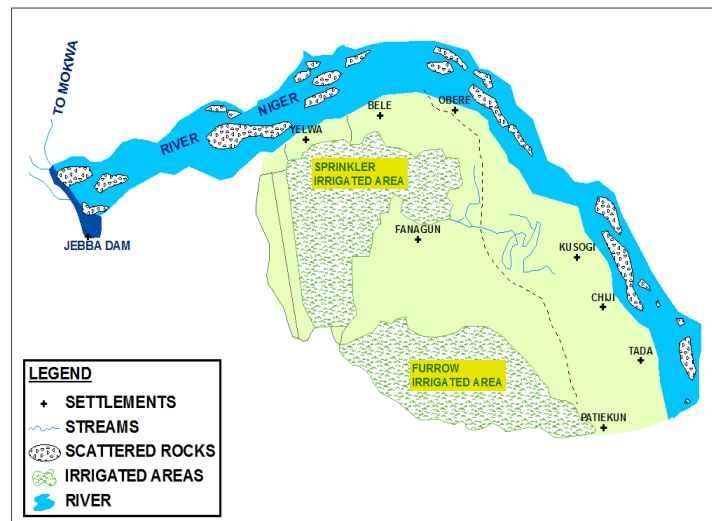 TO MOKWA
RIVER NIGER
BELE
OBERE
YELWA
SPRINKLER
IRRIGATED AREA
JEBBA DAM
FANAGUN
KUSOGI
CHIJI
TADA
FURROW
IRRIGATED AREA
PATIEKUN
LEGEND
SETTLEMENTS
STREAMS
SCATTERED ROCKS
IRRIGATED AREAS
RIVER